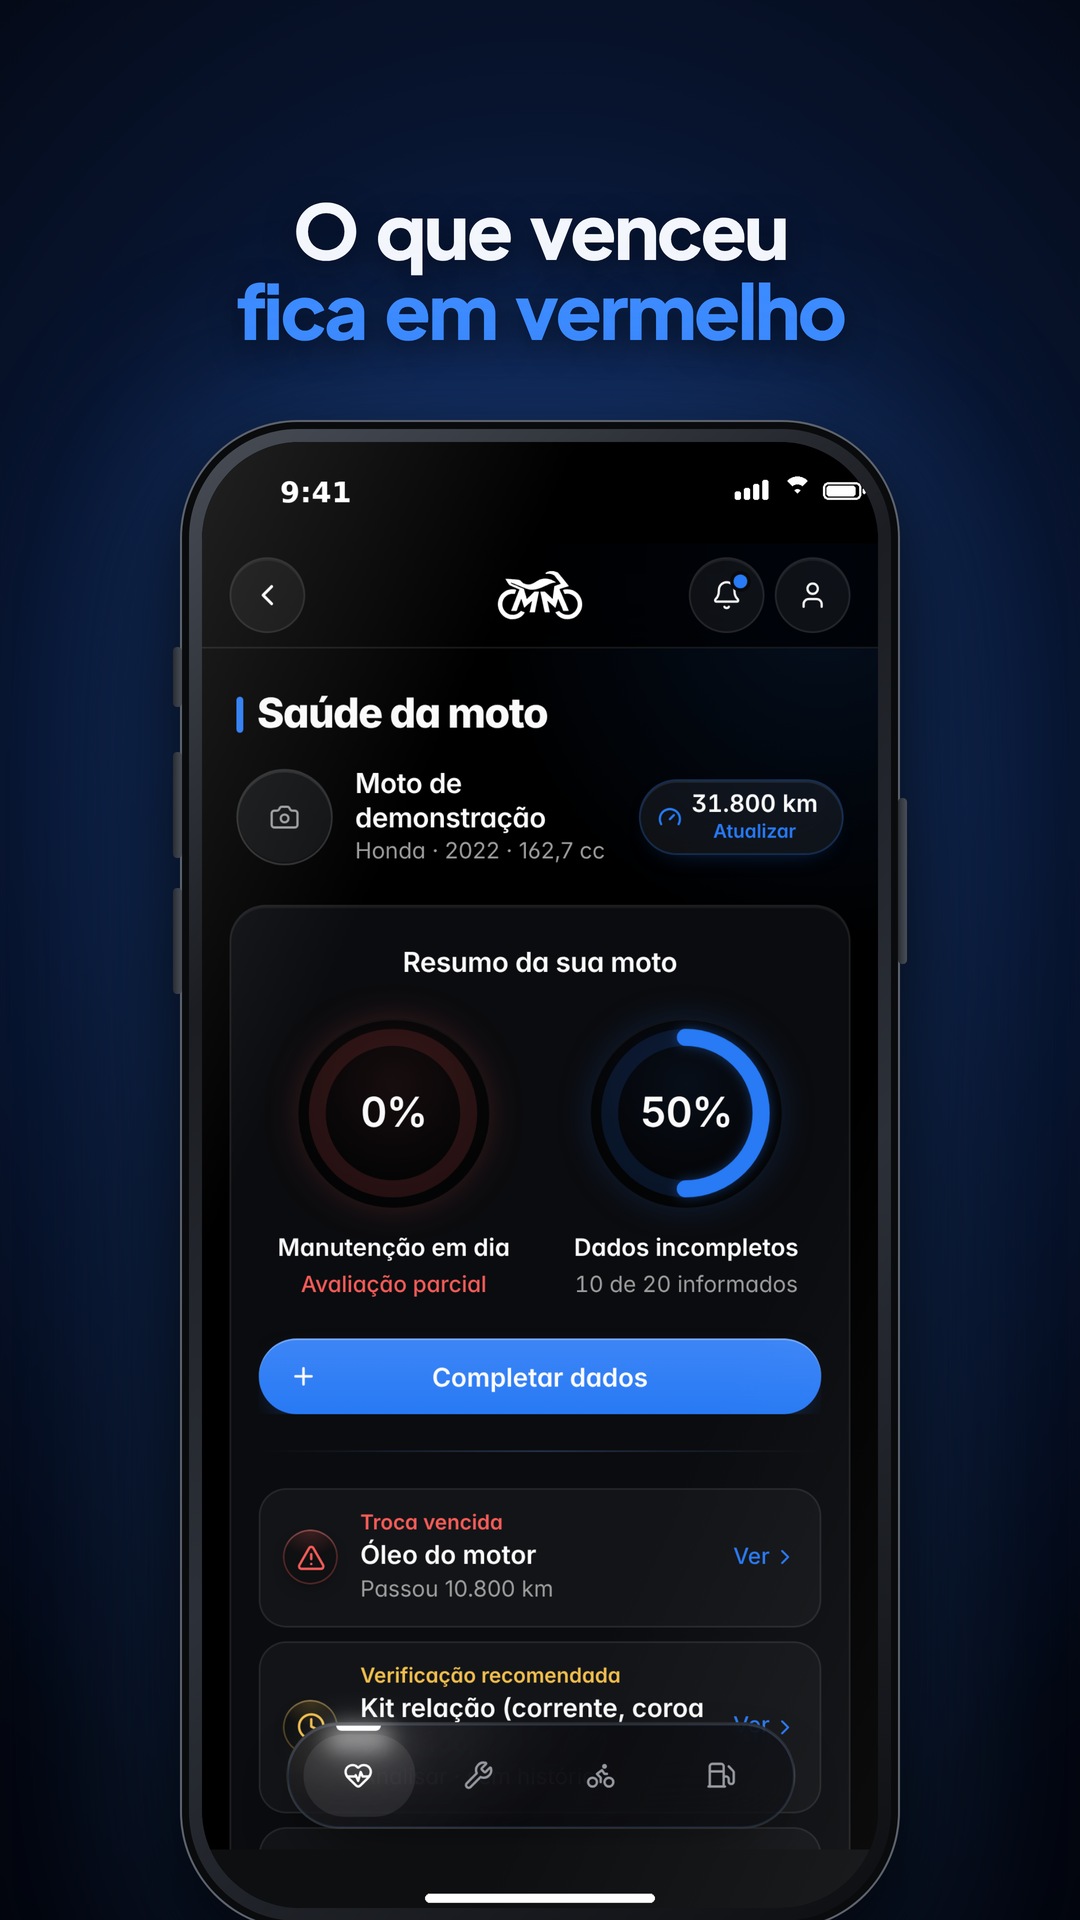 O que venceu
fica em vermelho
9:41
MM
Saúde da moto
Moto de
demonstração
Honda · 2022 · 162,7 cc
31.800 km
Atualizar
Resumo da sua moto
0%
50%
Manutenção em dia
Avaliação parcial
Dados incompletos
10 de 20 informados
Completar dados
Troca vencida
Óleo do motor
Passou 10.800 km
Ver
Verificação recomendada
Kit relação (corrente, coroa
Ver